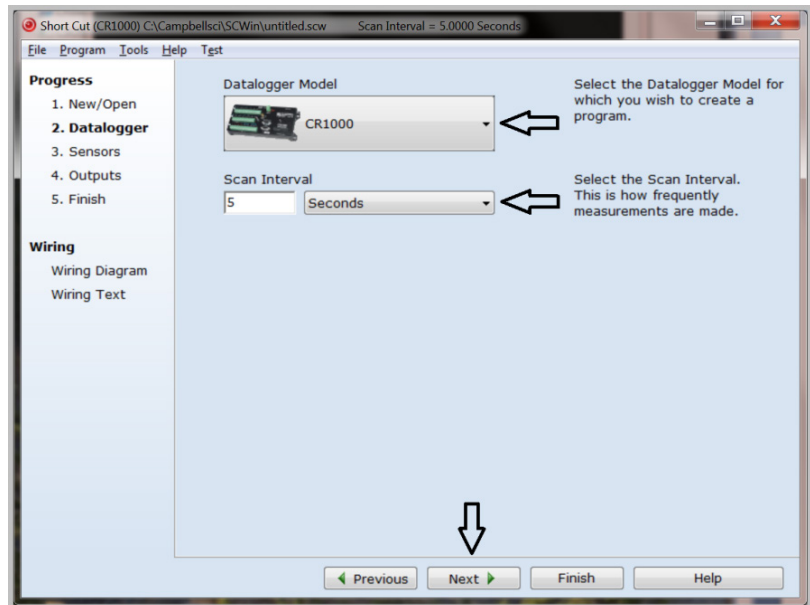 Short Cut (CR1000) C:\Campbellsci\SCWin\untitled.scw Scan Interval = 5.0000 Seconds
File Program Tools Help Test
Progress
1. New/Open
2. Datalogger
3. Sensors
4. Outputs
5. Finish
Wiring
Wiring Diagram
Wiring Text
Datalogger Model
CR1000
Select the Datalogger Model for
which you wish to create a
program.
Scan Interval
5 Seconds
Select the Scan Interval.
This is how frequently
measurements are made.
Previous Next Finish Help